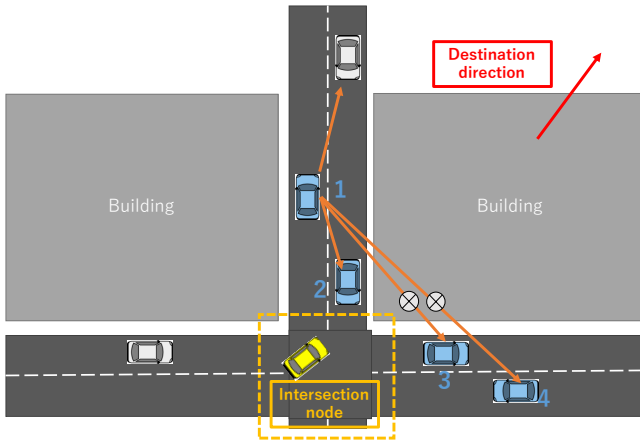 Destination
direction
Building
1
Building
2
3
4
Intersection
node